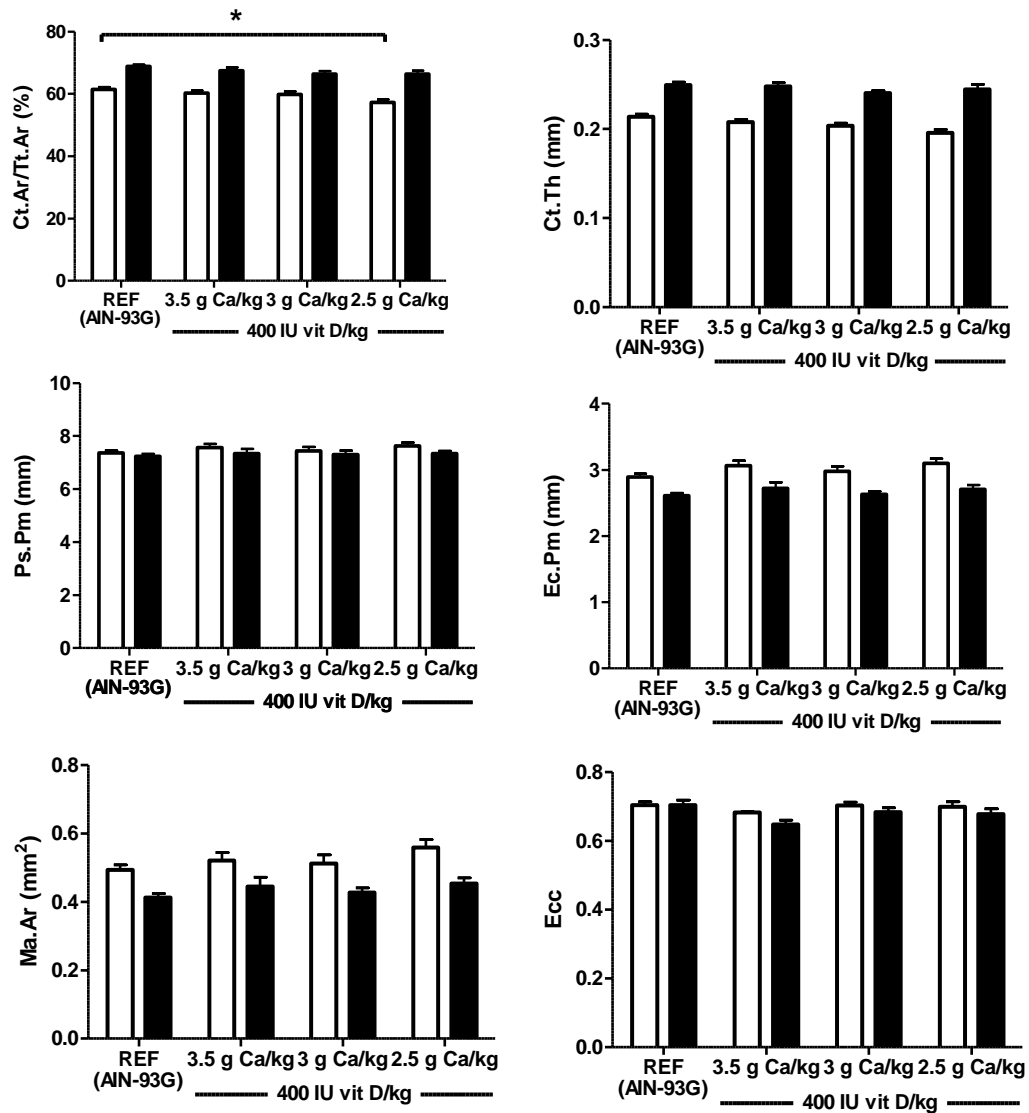 *
80
60
40
20
0
Ct.Ar/Tt.Ar (%)
REF
(AIN-93G)
3.5 g Ca/kg 3 g Ca/kg 2.5 g Ca/kg
400 IU vit D/kg
0.3
0.2
0.1
0.0
Ct.Th (mm)
REF
(AIN-93G)
3.5 g Ca/kg 3 g Ca/kg 2.5 g Ca/kg
400 IU vit D/kg
10
8
6
4
2
0
Ps.Pm (mm)
REF
(AIN-93G)
3.5 g Ca/kg 3 g Ca/kg 2.5 g Ca/kg
400 IU vit D/kg
4
3
2
1
0
Ec.Pm (mm)
REF
(AIN-93G)
3.5 g Ca/kg 3 g Ca/kg 2.5 g Ca/kg
400 IU vit D/kg
0.8
0.6
0.4
0.2
0.0
Ma.Ar (mm²)
REF
(AIN-93G)
3.5 g Ca/kg 3 g Ca/kg 2.5 g Ca/kg
400 IU vit D/kg
0.8
0.6
0.4
0.2
0.0
Ecc
REF
(AIN-93G)
3.5 g Ca/kg 3 g Ca/kg 2.5 g Ca/kg
400 IU vit D/kg